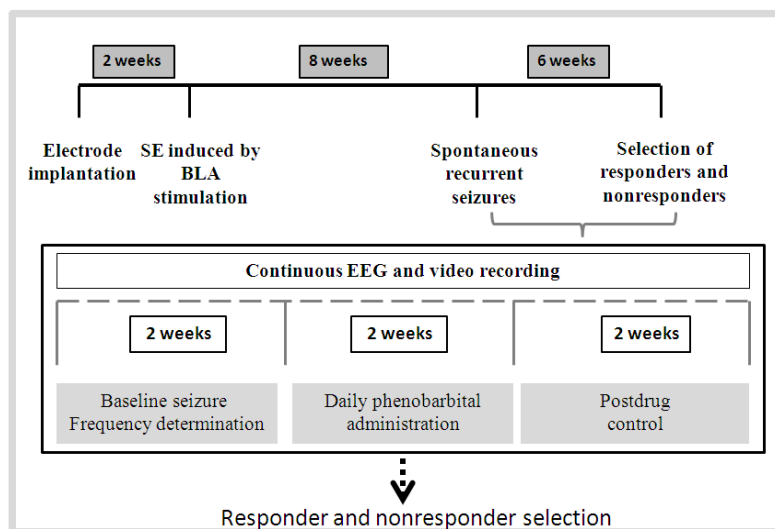 2 weeks
8 weeks
6 weeks
Electrode
implantation
SE induced by
BLA
stimulation
Spontaneous
recurrent
seizures
Selection of
responders and
nonresponders
Continuous EEG and video recording
2 weeks
2 weeks
2 weeks
Baseline seizure
Frequency determination
Daily phenobarbital
administration
Postdrug
control
Responder and nonresponder selection